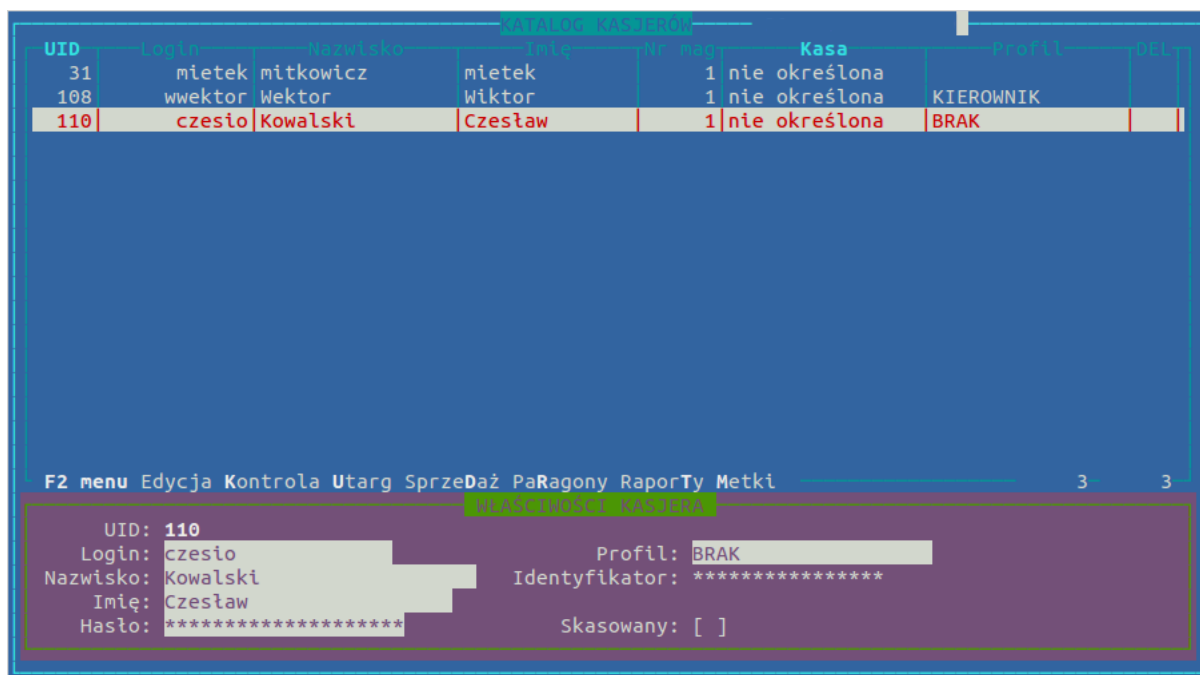 KATALOG KASJERÓW
UID Login Nazwisko Imię Nr mag Kasa Profil DEL
31 mietek mitkowicz mietek 1 nie określona
108 wwektor Wektor Wiktor 1 nie określona KIEROWNIK
110 czesio Kowalski Czesław 1 nie określona BRAK
F2 menu Edycja Kontrola Utarg SprzeDaż PaRagony RaporTy Metki 3 3
WŁAŚCIWOŚCI KASJERA
UID: 110
Login: czesio Profil: BRAK
Nazwisko: Kowalski Identyfikator: ****************
Imię: Czesław
Hasło: ******************** Skasowany: [ ]